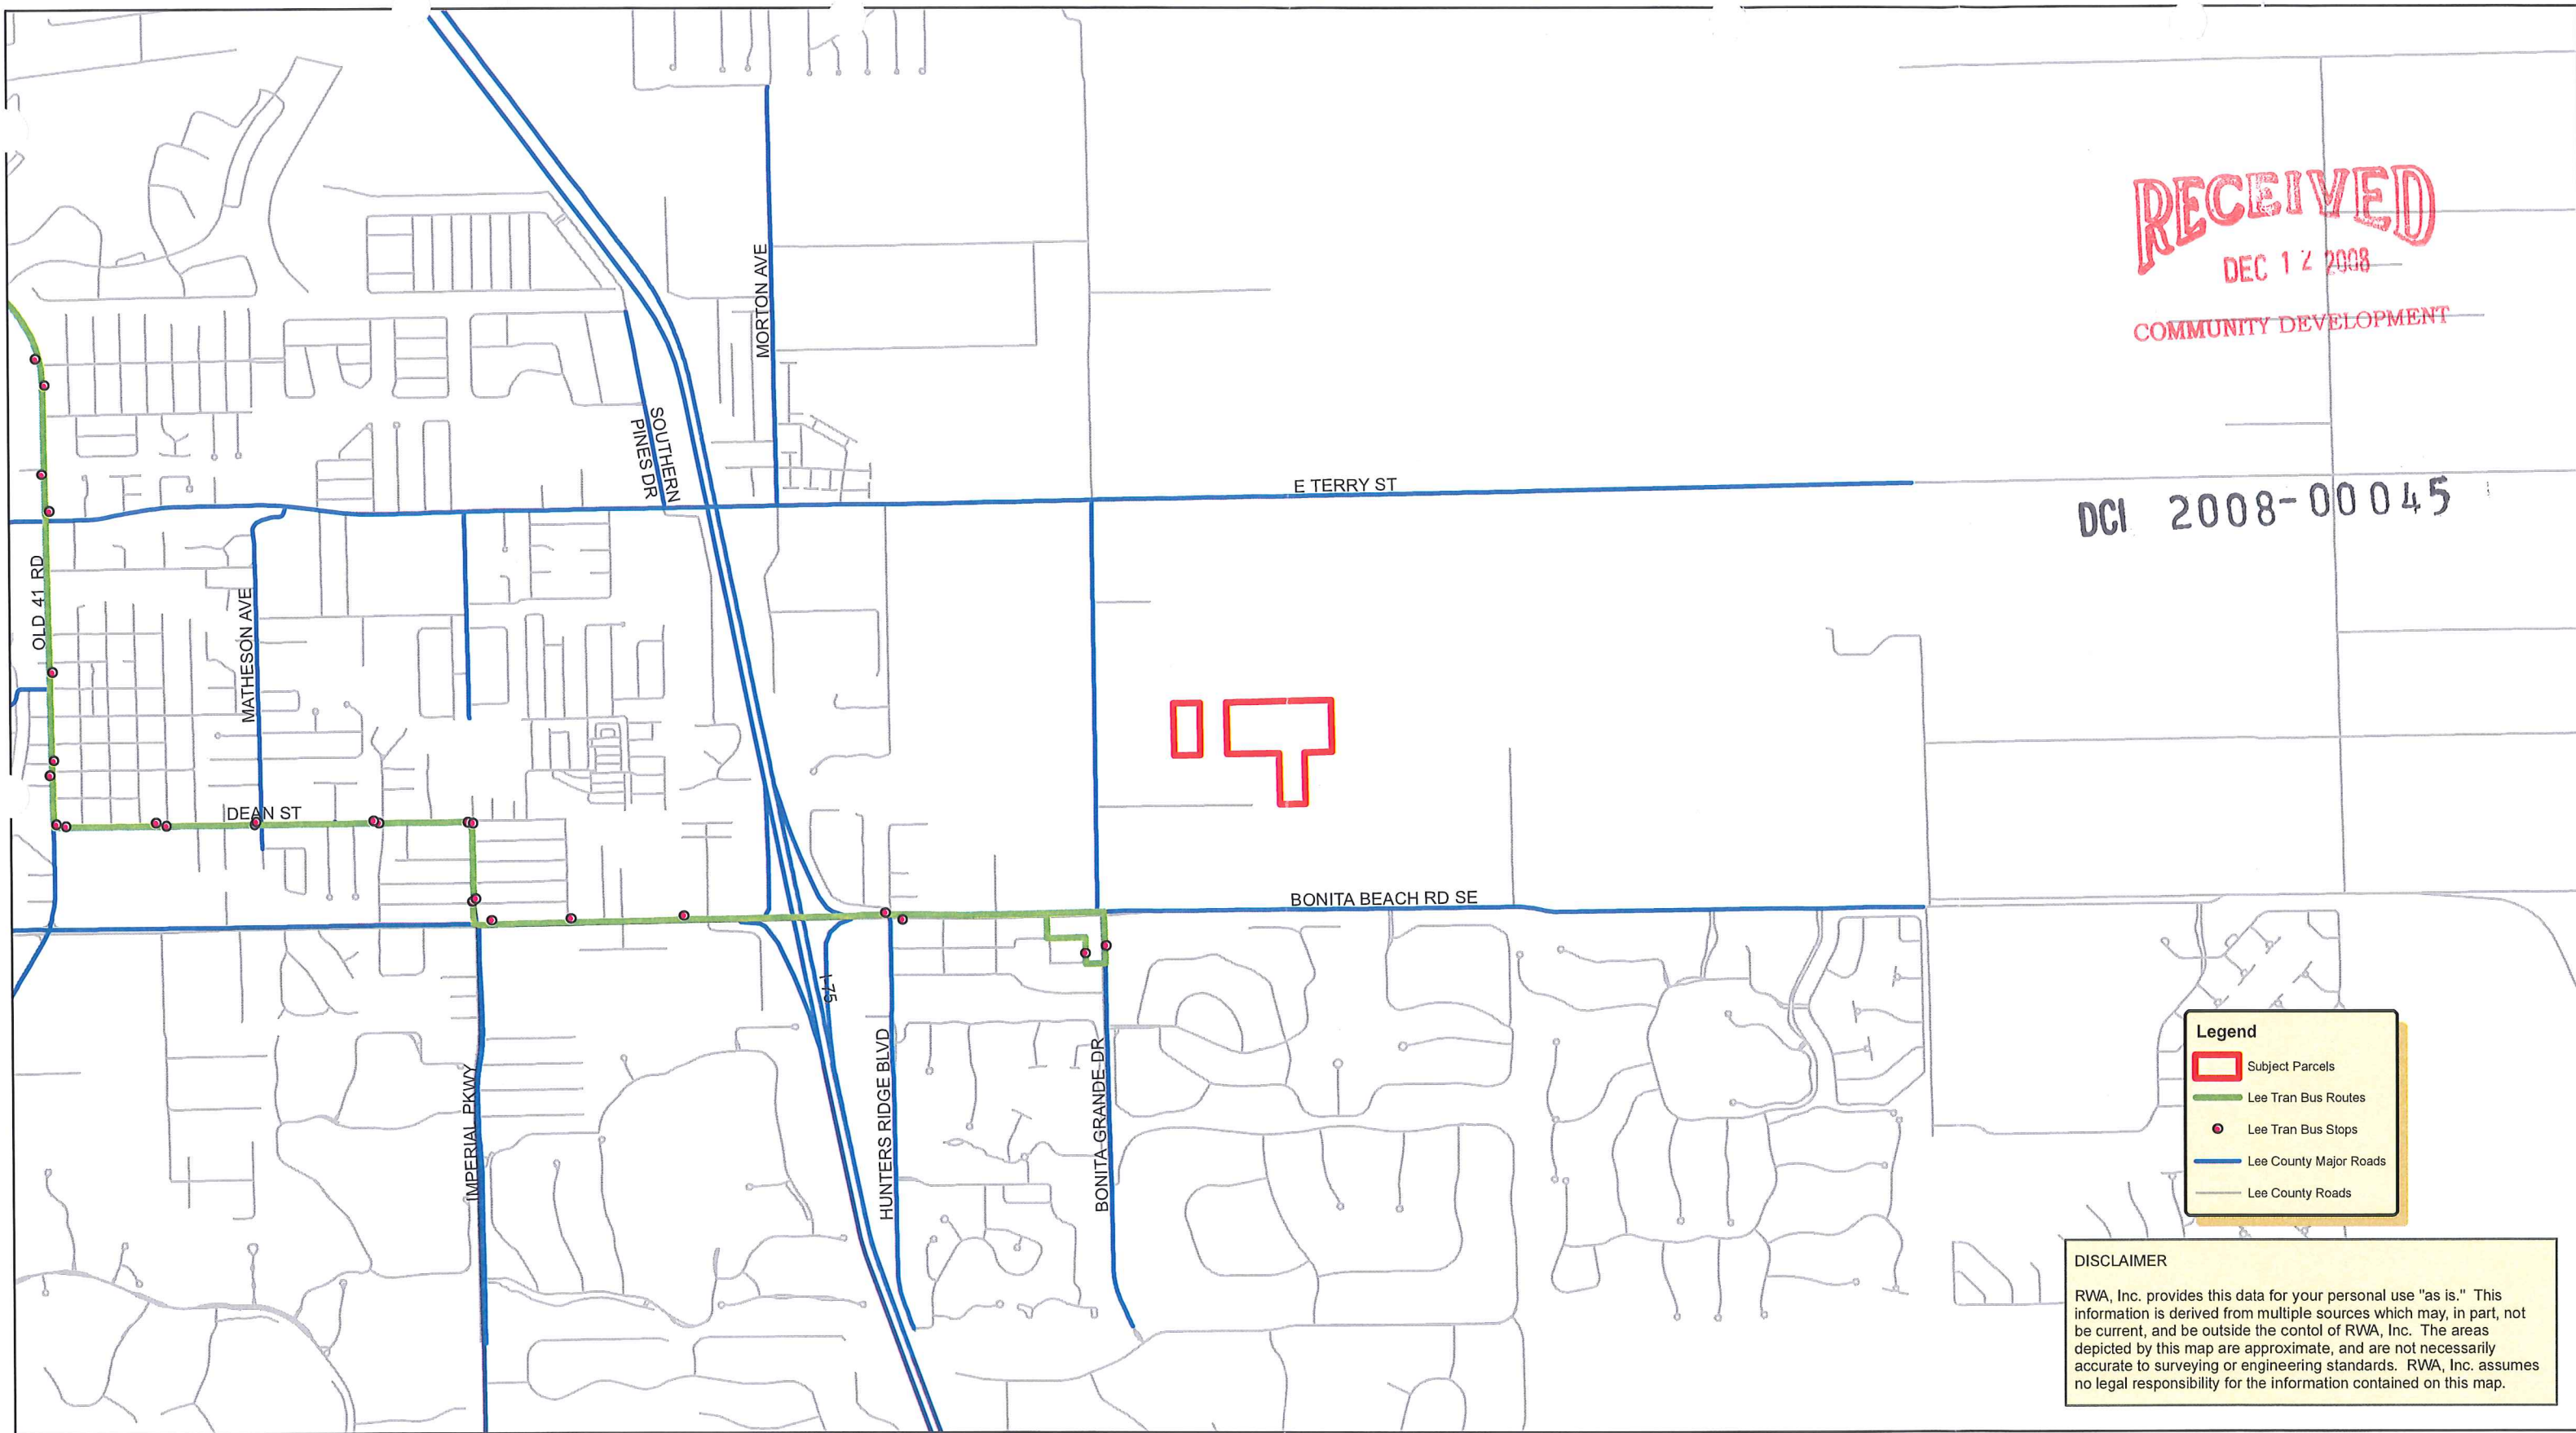 RECEIVED
DEC 12 2008
COMMUNITY DEVELOPMENT
MORTON AVE
SOUTHERN
PINES DR
E TERRY ST
DCI 2008-00045
OLD 41 RD
MATHESON AVE
DEAN ST
BONITA BEACH RD SE
I-75
IMPERIAL PKWY
HUNTERS RIDGE BLVD
BONITA GRANDE DR
Legend
Subject Parcels
Lee Tran Bus Routes
Lee Tran Bus Stops
Lee County Major Roads
Lee County Roads
DISCLAIMER
RWA, Inc. provides this data for your personal use "as is." This
information is derived from multiple sources which may, in part, not
be current, and be outside the contol of RWA, Inc. The areas
depicted by this map are approximate, and are not necessarily
accurate to surveying or engineering standards. RWA, Inc. assumes
no legal responsibility for the information contained on this map.